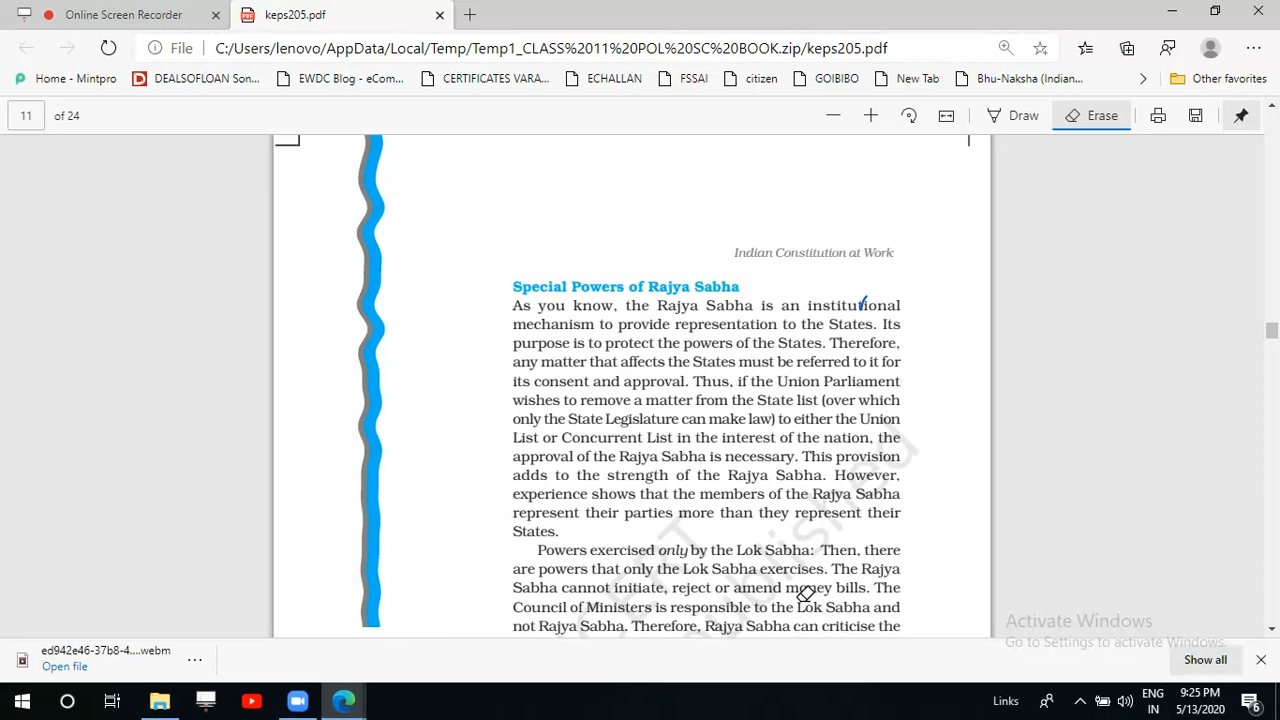 Online Screen Recorder
keps205.pdf
File
C:/Users/lenovo/AppData/Local/Temp/Temp1_CLASS%2011%20POL%20SC%20BOOK.zip/keps205.pdf
Home - Mintpro
DEALSOFLOAN Son...
EWDC Blog - eCom...
CERTIFICATES VARA...
ECHALLAN
FSSAI
citizen
GOIBIBO
New Tab
Bhu-Naksha (Indian...
Other favorites
11 of 24
Draw
Erase
Indian Constitution at Work
Special Powers of Rajya Sabha
As you know, the Rajya Sabha is an institutional
mechanism to provide representation to the States. Its
purpose is to protect the powers of the States. Therefore,
any matter that affects the States must be referred to it for
its consent and approval. Thus, if the Union Parliament
wishes to remove a matter from the State list (over which
only the State Legislature can make law) to either the Union
List or Concurrent List in the interest of the nation, the
approval of the Rajya Sabha is necessary. This provision
adds to the strength of the Rajya Sabha. However,
experience shows that the members of the Rajya Sabha
represent their parties more than they represent their
States.
Powers exercised only by the Lok Sabha: Then, there
are powers that only the Lok Sabha exercises. The Rajya
Sabha cannot initiate, reject or amend money bills. The
Council of Ministers is responsible to the Lok Sabha and
not Rajya Sabha. Therefore, Rajya Sabha can criticise the
Activate Windows
Go to Settings to activate Windows.
ed942e46-37b8-4....webm
Open file
Show all
Links
ENG
IN
9:25 PM
5/13/2020
6